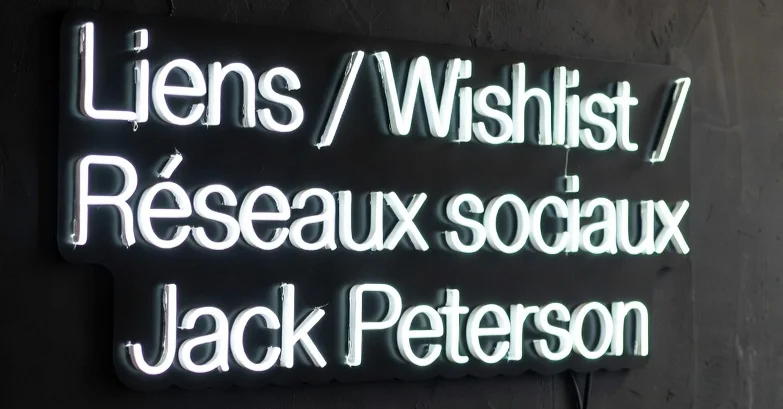 Liens / Wishlist /
Réseaux sociaux
Jack Peterson